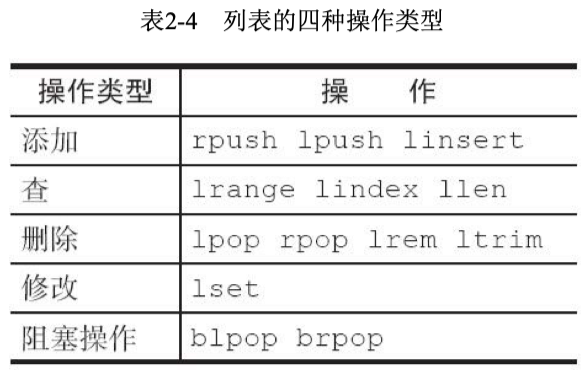 表2-4 列表的四种操作类型
操作类型 操 作
添加 rpush lpush linsert
查 lrange lindex llen
删除 lpop rpop lrem ltrim
修改 lset
阻塞操作 blpop brpop